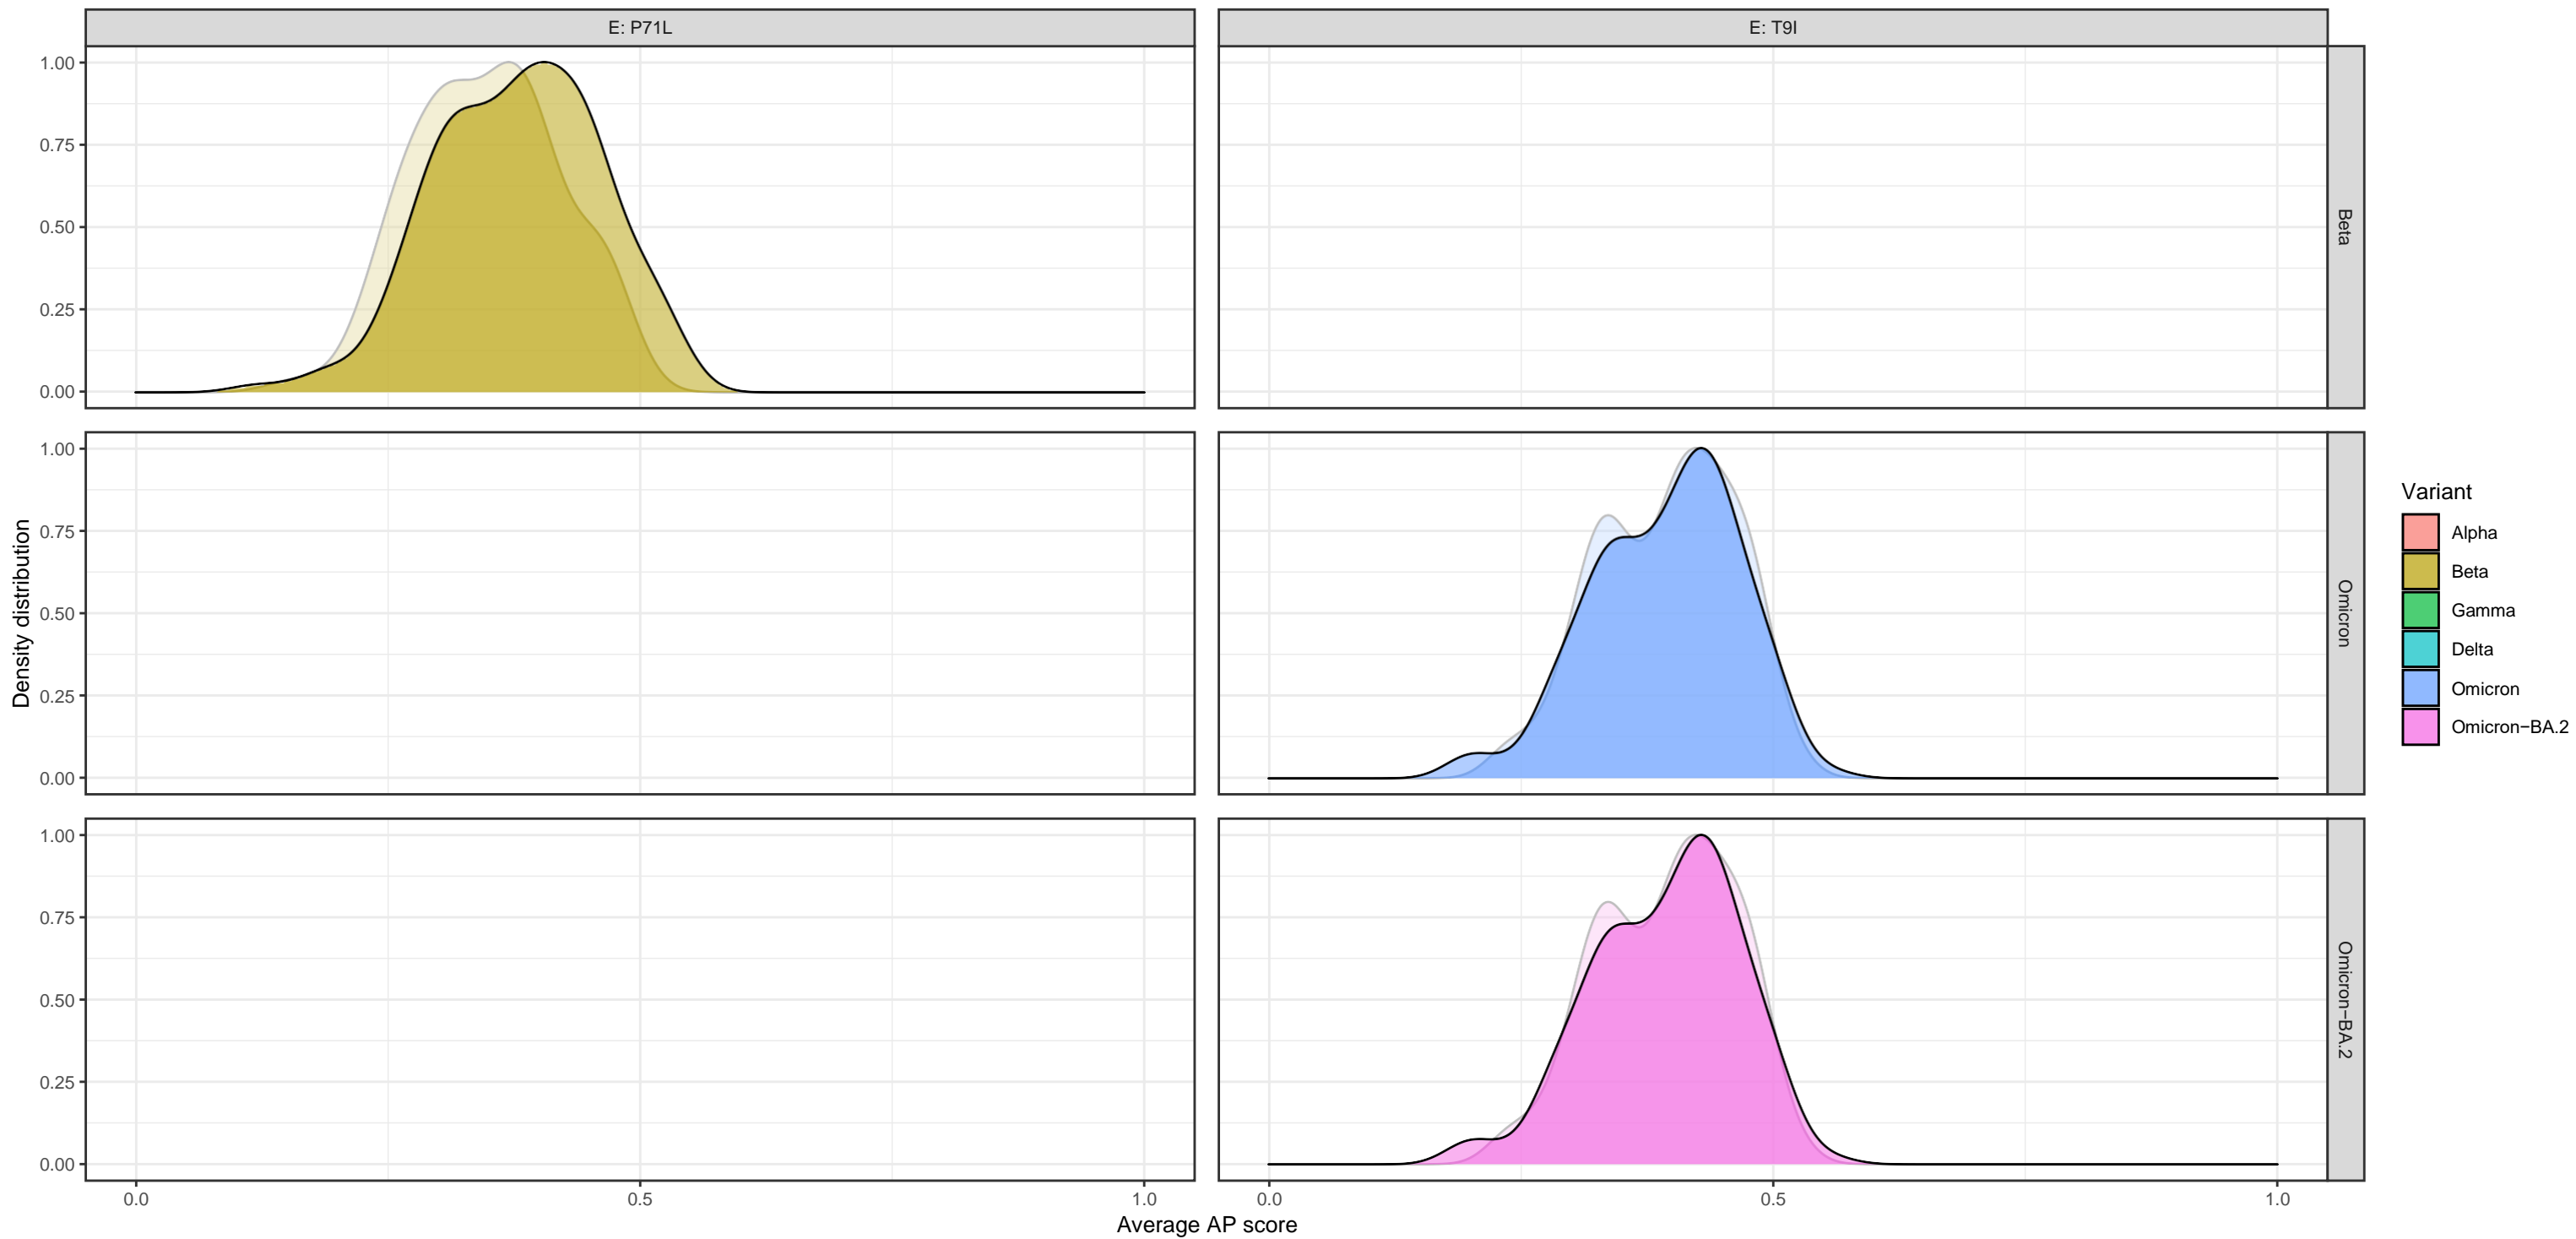 E: P71L
E: T9I
1.00
0.75
0.50
0.25
0.00
Beta
1.00
0.75
0.50
0.25
0.00
Omicron
1.00
0.75
0.50
0.25
0.00
Omicron−BA.2
0.0
0.5
1.0
0.0
0.5
1.0
Average AP score
Density distribution
Variant
Alpha
Beta
Gamma
Delta
Omicron
Omicron−BA.2